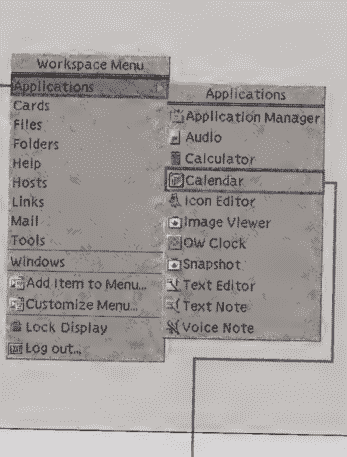 Workspace Menu
Applications
Cards
Files
Folders
Help
Hosts
Links
Mail
Tools
Windows
Add Item to Menu...
Customize Menu...
Lock Display
Log out...
Applications
Application Manager
Audio
Calculator
Calendar
Icon Editor
Image Viewer
OW Clock
Snapshot
Text Editor
Text Note
Voice Note